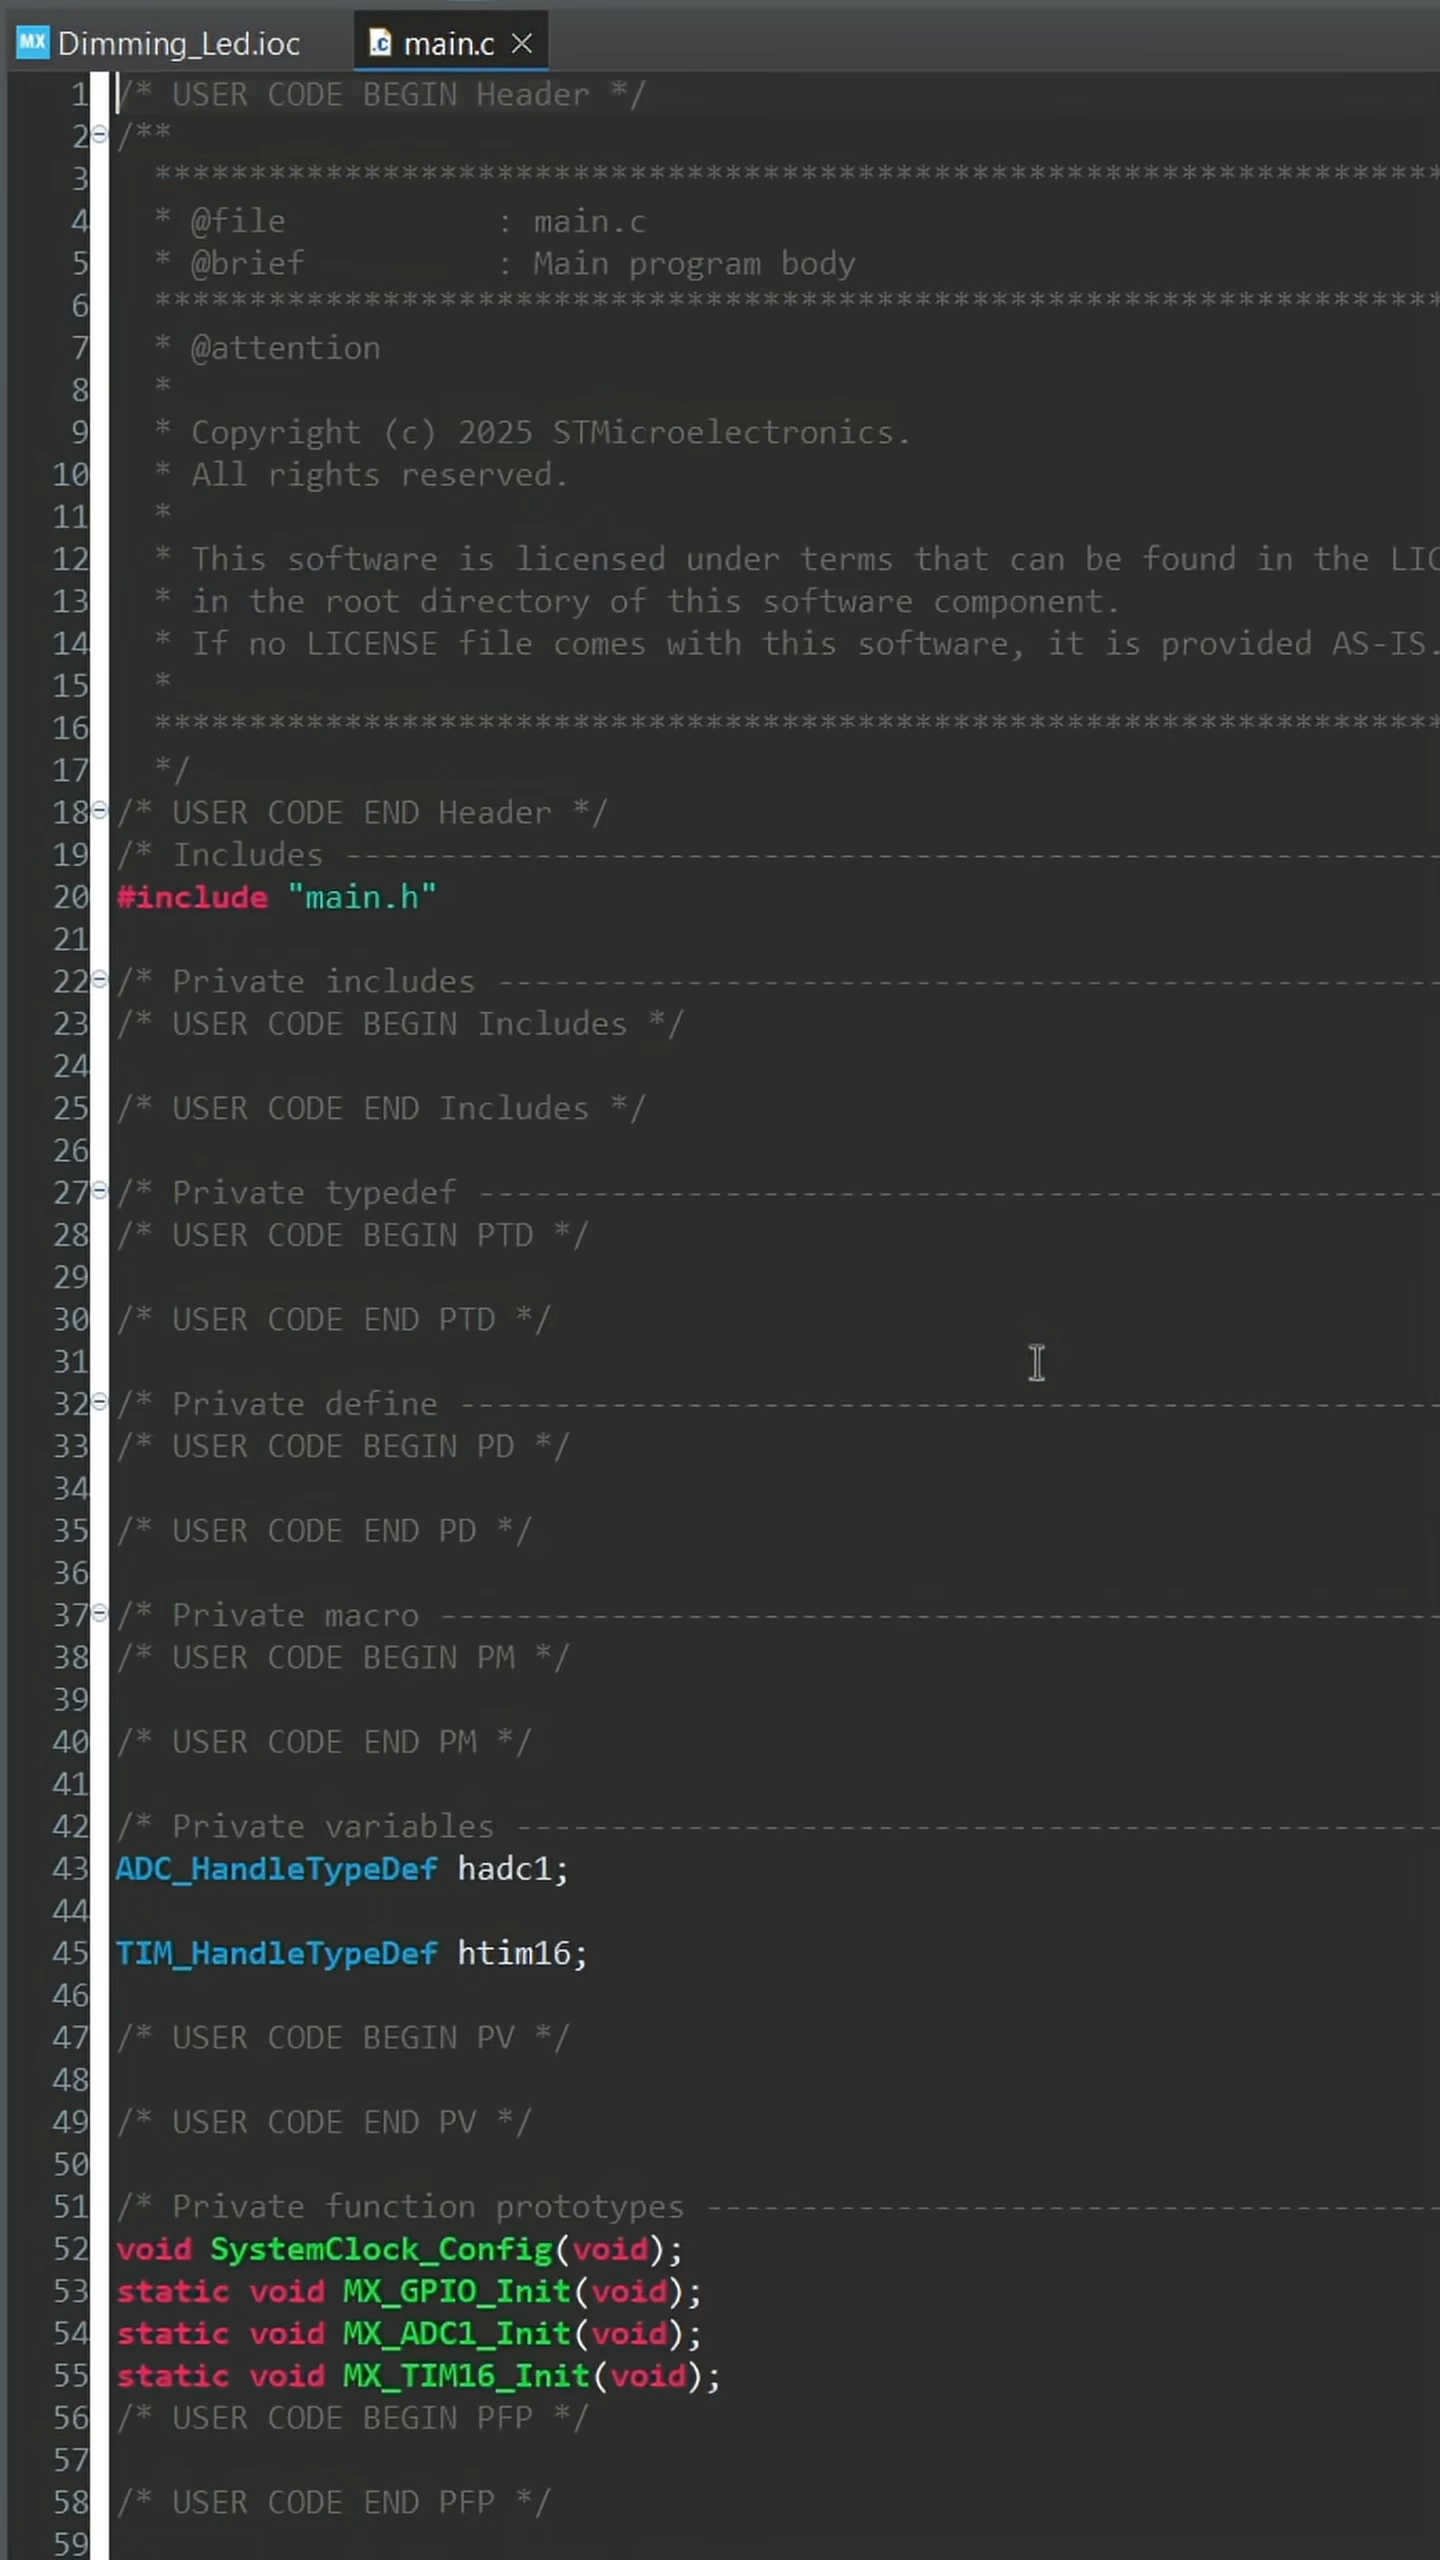 MX Dimming_Led.ioc
.c main.c
1 /* USER CODE BEGIN Header */
2 /**
3 ********************************************************************
4 * @file : main.c
5 * @brief : Main program body
6 ********************************************************************
7 * @attention
8 *
9 * Copyright (c) 2025 STMicroelectronics.
10 * All rights reserved.
11 *
12 * This software is licensed under terms that can be found in the LIC
13 * in the root directory of this software component.
14 * If no LICENSE file comes with this software, it is provided AS-IS.
15 *
16 ********************************************************************
17 */
18 /* USER CODE END Header */
19 /* Includes ----------------------------------------------------------
20 #include "main.h"
21
22 /* Private includes --------------------------------------------------
23 /* USER CODE BEGIN Includes */
24
25 /* USER CODE END Includes */
26
27 /* Private typedef ---------------------------------------------------
28 /* USER CODE BEGIN PTD */
29
30 /* USER CODE END PTD */
31
32 /* Private define ----------------------------------------------------
33 /* USER CODE BEGIN PD */
34
35 /* USER CODE END PD */
36
37 /* Private macro -----------------------------------------------------
38 /* USER CODE BEGIN PM */
39
40 /* USER CODE END PM */
41
42 /* Private variables -------------------------------------------------
43 ADC_HandleTypeDef hadc1;
44
45 TIM_HandleTypeDef htim16;
46
47 /* USER CODE BEGIN PV */
48
49 /* USER CODE END PV */
50
51 /* Private function prototypes ---------------------------------------
52 void SystemClock_Config(void);
53 static void MX_GPIO_Init(void);
54 static void MX_ADC1_Init(void);
55 static void MX_TIM16_Init(void);
56 /* USER CODE BEGIN PFP */
57
58 /* USER CODE END PFP */
59